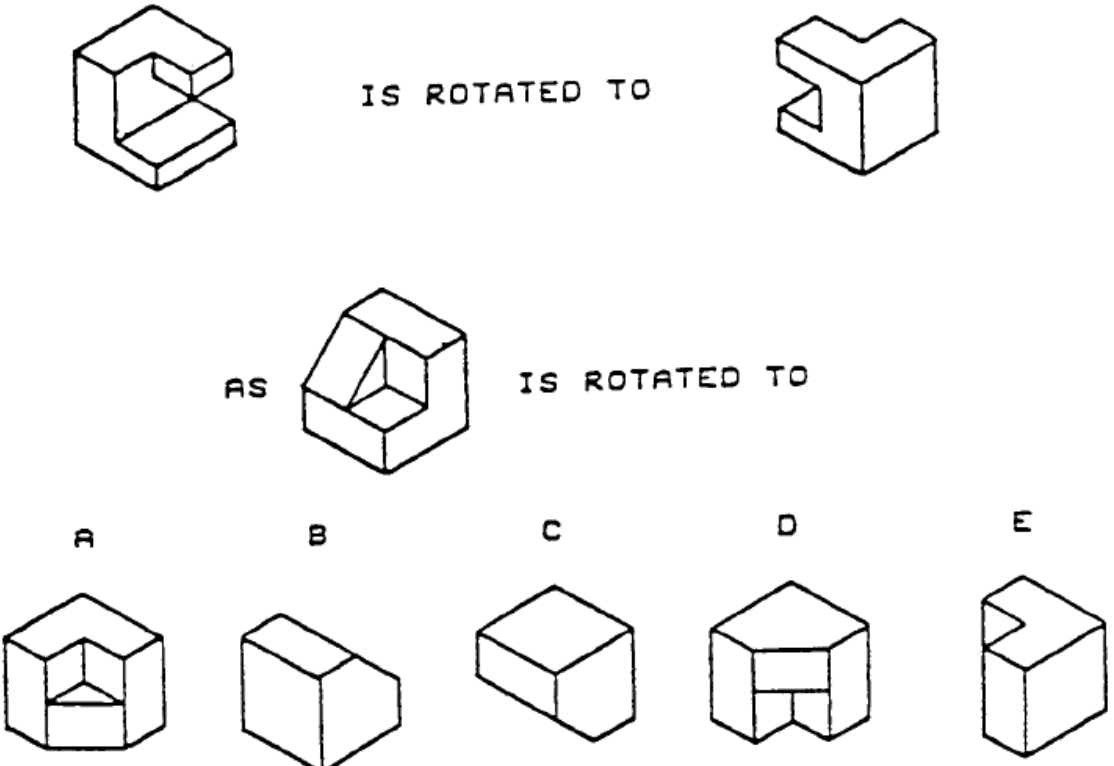 IS ROTATED TO
AS IS ROTATED TO
A B C D E